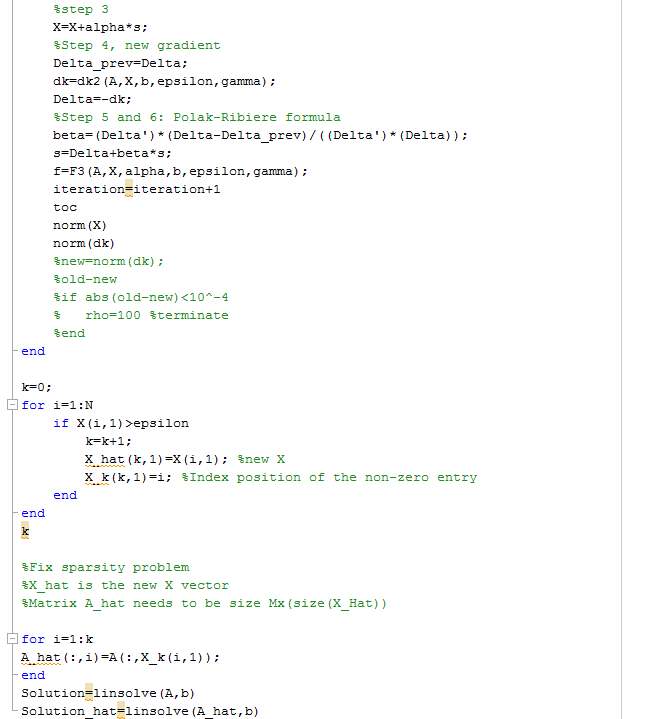 %step 3
X=X+alpha*s;
%Step 4, new gradient
Delta_prev=Delta;
dk=dk2(A,X,b,epsilon,gamma);
Delta=-dk;
%Step 5 and 6: Polak-Ribiere formula
beta=(Delta')*(Delta-Delta_prev)/((Delta')*(Delta));
s=Delta+beta*s;
f=F3(A,X,alpha,b,epsilon,gamma);
iteration=iteration+1
toc
norm(X)
norm(dk)
%new=norm(dk);
%old-new
%if abs(old-new)<10^-4
%   rho=100 %terminate
%end
end
k=0;
for i=1:N
if X(i,1)>epsilon
k=k+1;
X_hat(k,1)=X(i,1); %new X
X_k(k,1)=i; %Index position of the non-zero entry
end
end
k
%Fix sparsity problem
%X_hat is the new X vector
%Matrix A_hat needs to be size Mx(size(X_Hat))
for i=1:k
A_hat(:,i)=A(:,X_k(i,1));
end
Solution=linsolve(A,b)
Solution_hat=linsolve(A_hat,b)